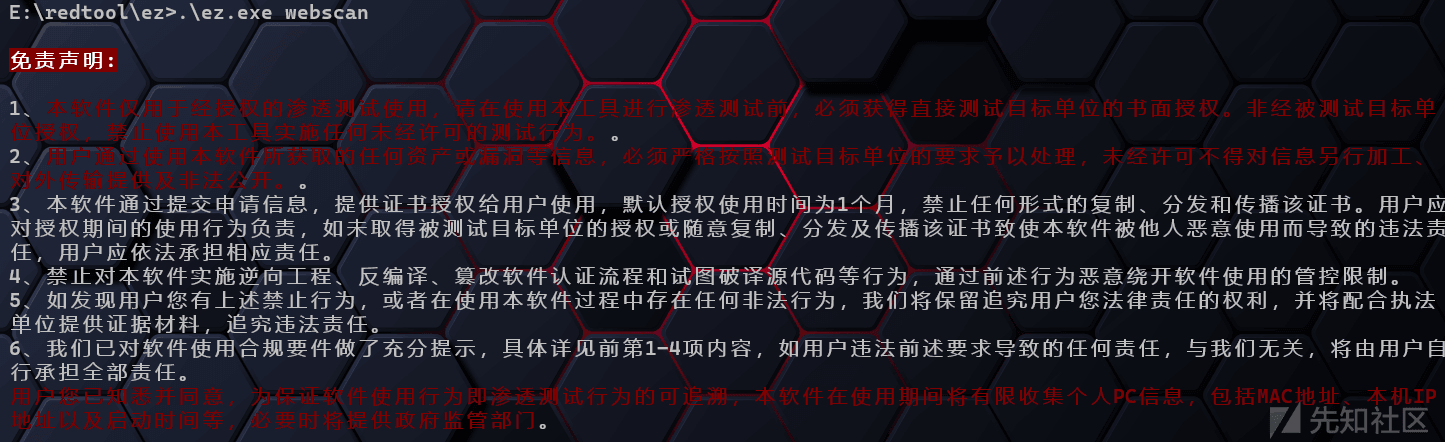 E:\redtool\ez>.\ez.exe webscan
免责声明:
1、本软件仅用于经授权的渗透测试使用, 请在使用本工具进行渗透测试前, 必须获得直接测试目标单位的书面授权。非经被测试目标单
位授权, 禁止使用本工具实施任何未经许可的测试行为。。
2、用户通过使用本软件所获取的任何资产或漏洞等信息, 必须严格按照测试目标单位的要求予以处理, 未经许可不得对信息另行加工、
对外传输提供及非法公开。。
3、本软件通过提交申请信息, 提供证书授权给用户使用, 默认授权使用时间为1个月, 禁止任何形式的复制、分发和传播该证书。用户应
对授权期间的使用行为负责, 如未取得被测试目标单位的授权或随意复制、分发及传播该证书致使本软件被他人恶意使用而导致的违法责
任, 用户应依法承担相应责任。
4、禁止对本软件实施逆向工程、反编译、篡改软件认证流程和试图破译源代码等行为, 通过前述行为恶意绕开软件使用的管控限制。
5、如发现用户您有上述禁止行为, 或者在使用本软件过程中存在任何非法行为, 我们将保留追究用户您法律责任的权利, 并将配合执法
单位提供证据材料, 追究违法责任。
6、我们已对软件使用合规要件做了充分提示, 具体详见前第1-4项内容, 如用户违法前述要求导致的任何责任, 与我们无关, 将由用户自
行承担全部责任。
用户您已知悉并同意, 为保证软件使用行为即渗透测试行为的可追溯, 本软件在使用期间将有限收集个人PC信息, 包括MAC地址、本机IP
地址以及启动时间等, 必要时将提供政府监管部门。
先知社区